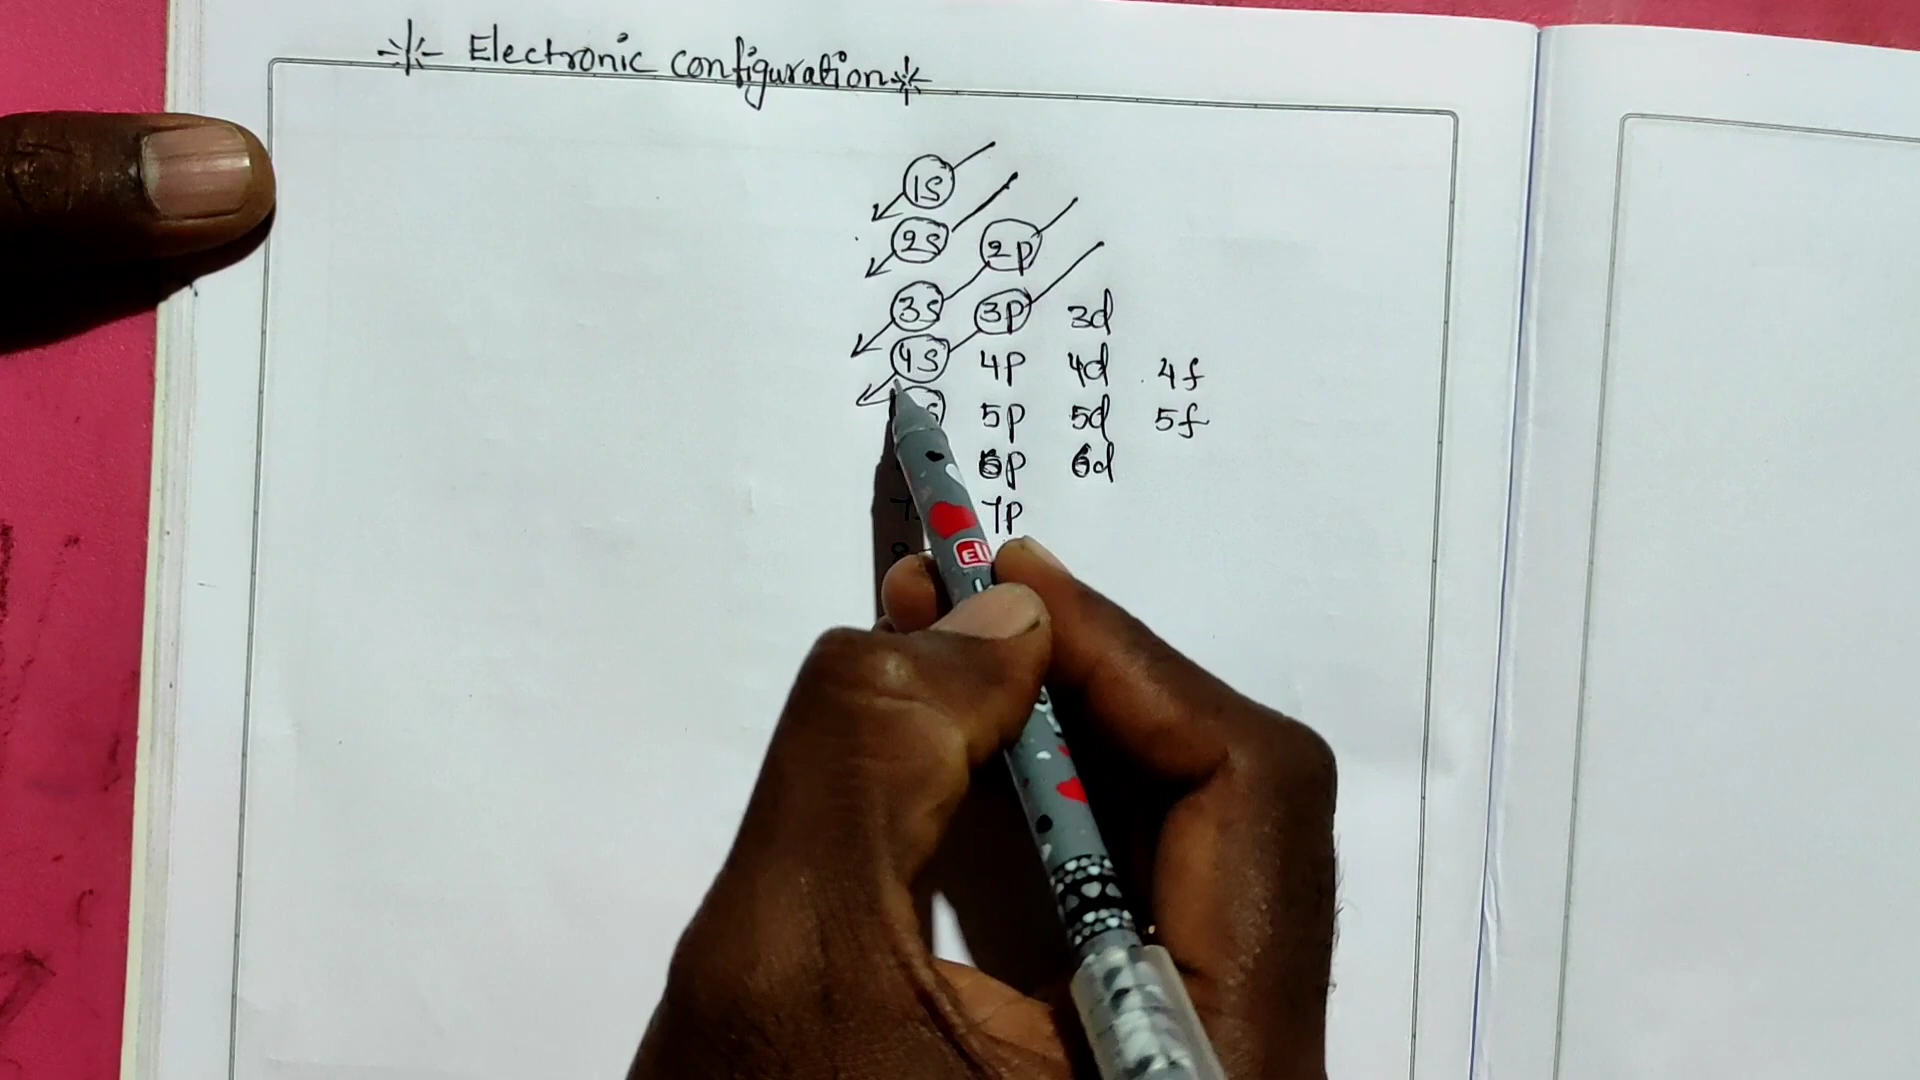 Electronic configuration
1s
2s 2p
3s 3p 3d
4s 4p 4d 4f
5p 5d 5f
6p 6d
7p